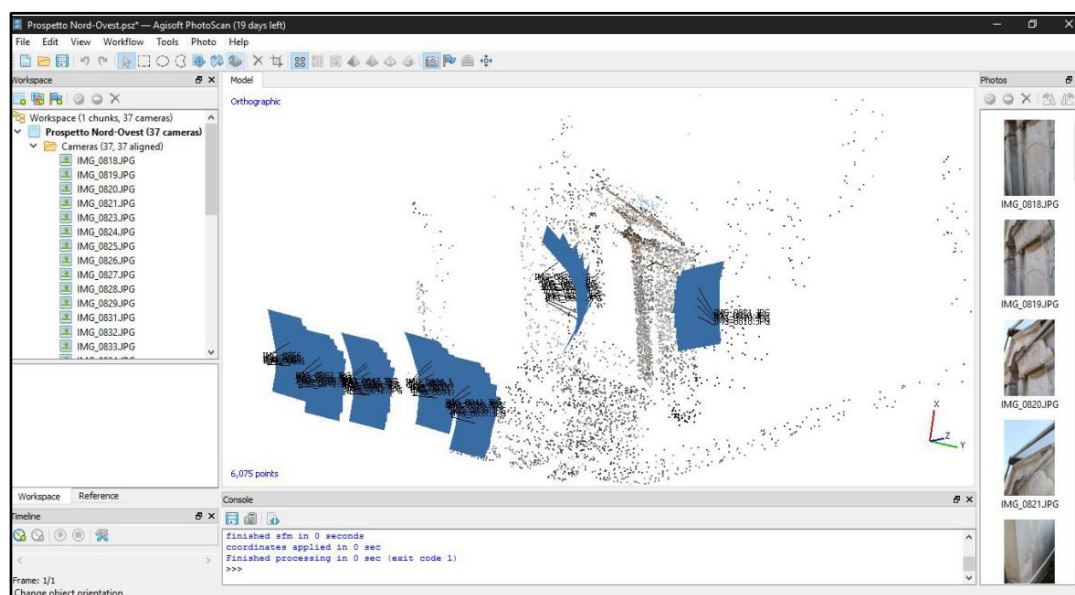 Prospetto Nord-Ovest.psz* — Agisoft PhotoScan (19 days left)
File Edit View Workflow Tools Photo Help
Workspace
Workspace (1 chunks, 37 cameras)
Prospetto Nord-Ovest (37 cameras)
Cameras (37, 37 aligned)
IMG_0818.JPG
IMG_0819.JPG
IMG_0820.JPG
IMG_0821.JPG
IMG_0823.JPG
IMG_0824.JPG
IMG_0825.JPG
IMG_0826.JPG
IMG_0827.JPG
IMG_0828.JPG
IMG_0829.JPG
IMG_0831.JPG
IMG_0832.JPG
IMG_0833.JPG
Workspace Reference
Timeline
Frame: 1/1
Change object orientation
Model
Orthographic
X
Z
Y
6,075 points
Console
finished sfm in 0 seconds
coordinates applied in 0 sec
Finished processing in 0 sec (exit code 1)
>>>
Photos
IMG_0818.JPG
IMG_0819.JPG
IMG_0820.JPG
IMG_0821.JPG